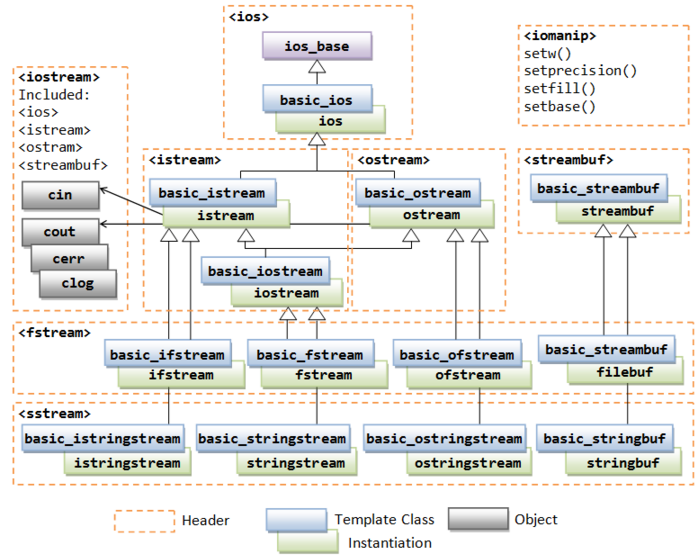 <ios>
ios_base
basic_ios
ios
<iomanip>
setw()
setprecision()
setfill()
setbase()
<iostream>
Included:
<ios>
<istream>
<ostram>
<streambuf>
cin
cout
cerr
clog
<istream>
basic_istream
istream
basic_iostream
iostream
<ostream>
basic_ostream
ostream
<streambuf>
basic_streambuf
streambuf
<fstream>
basic_ifstream
ifstream
basic_fstream
fstream
basic_ofstream
ofstream
basic_streambuf
filebuf
<sstream>
basic_istringstream
istringstream
basic_stringstream
stringstream
basic_ostringstream
ostringstream
basic_stringbuf
stringbuf
Header
Template Class
Instantiation
Object